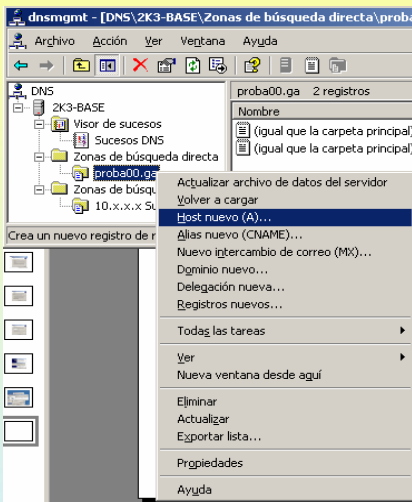 dnsmgmt - [DNS\2K3-BASE\Zonas de búsqueda directa\proba
Archivo Acción Ver Ventana Ayuda
DNS
2K3-BASE
Visor de sucesos
Sucesos DNS
Zonas de búsqueda directa
proba00.ga
Zonas de búsqu
10.x.x.x Su
proba00.ga 2 registros
Nombre
(igual que la carpeta principal)
(igual que la carpeta principal)
Crea un nuevo registro de r
Actualizar archivo de datos del servidor
Volver a cargar
Host nuevo (A)...
Alias nuevo (CNAME)...
Nuevo intercambio de correo (MX)...
Dominio nuevo...
Delegación nueva...
Registros nuevos...
Todas las tareas
Ver
Nueva ventana desde aquí
Eliminar
Actualizar
Exportar lista...
Propiedades
Ayuda